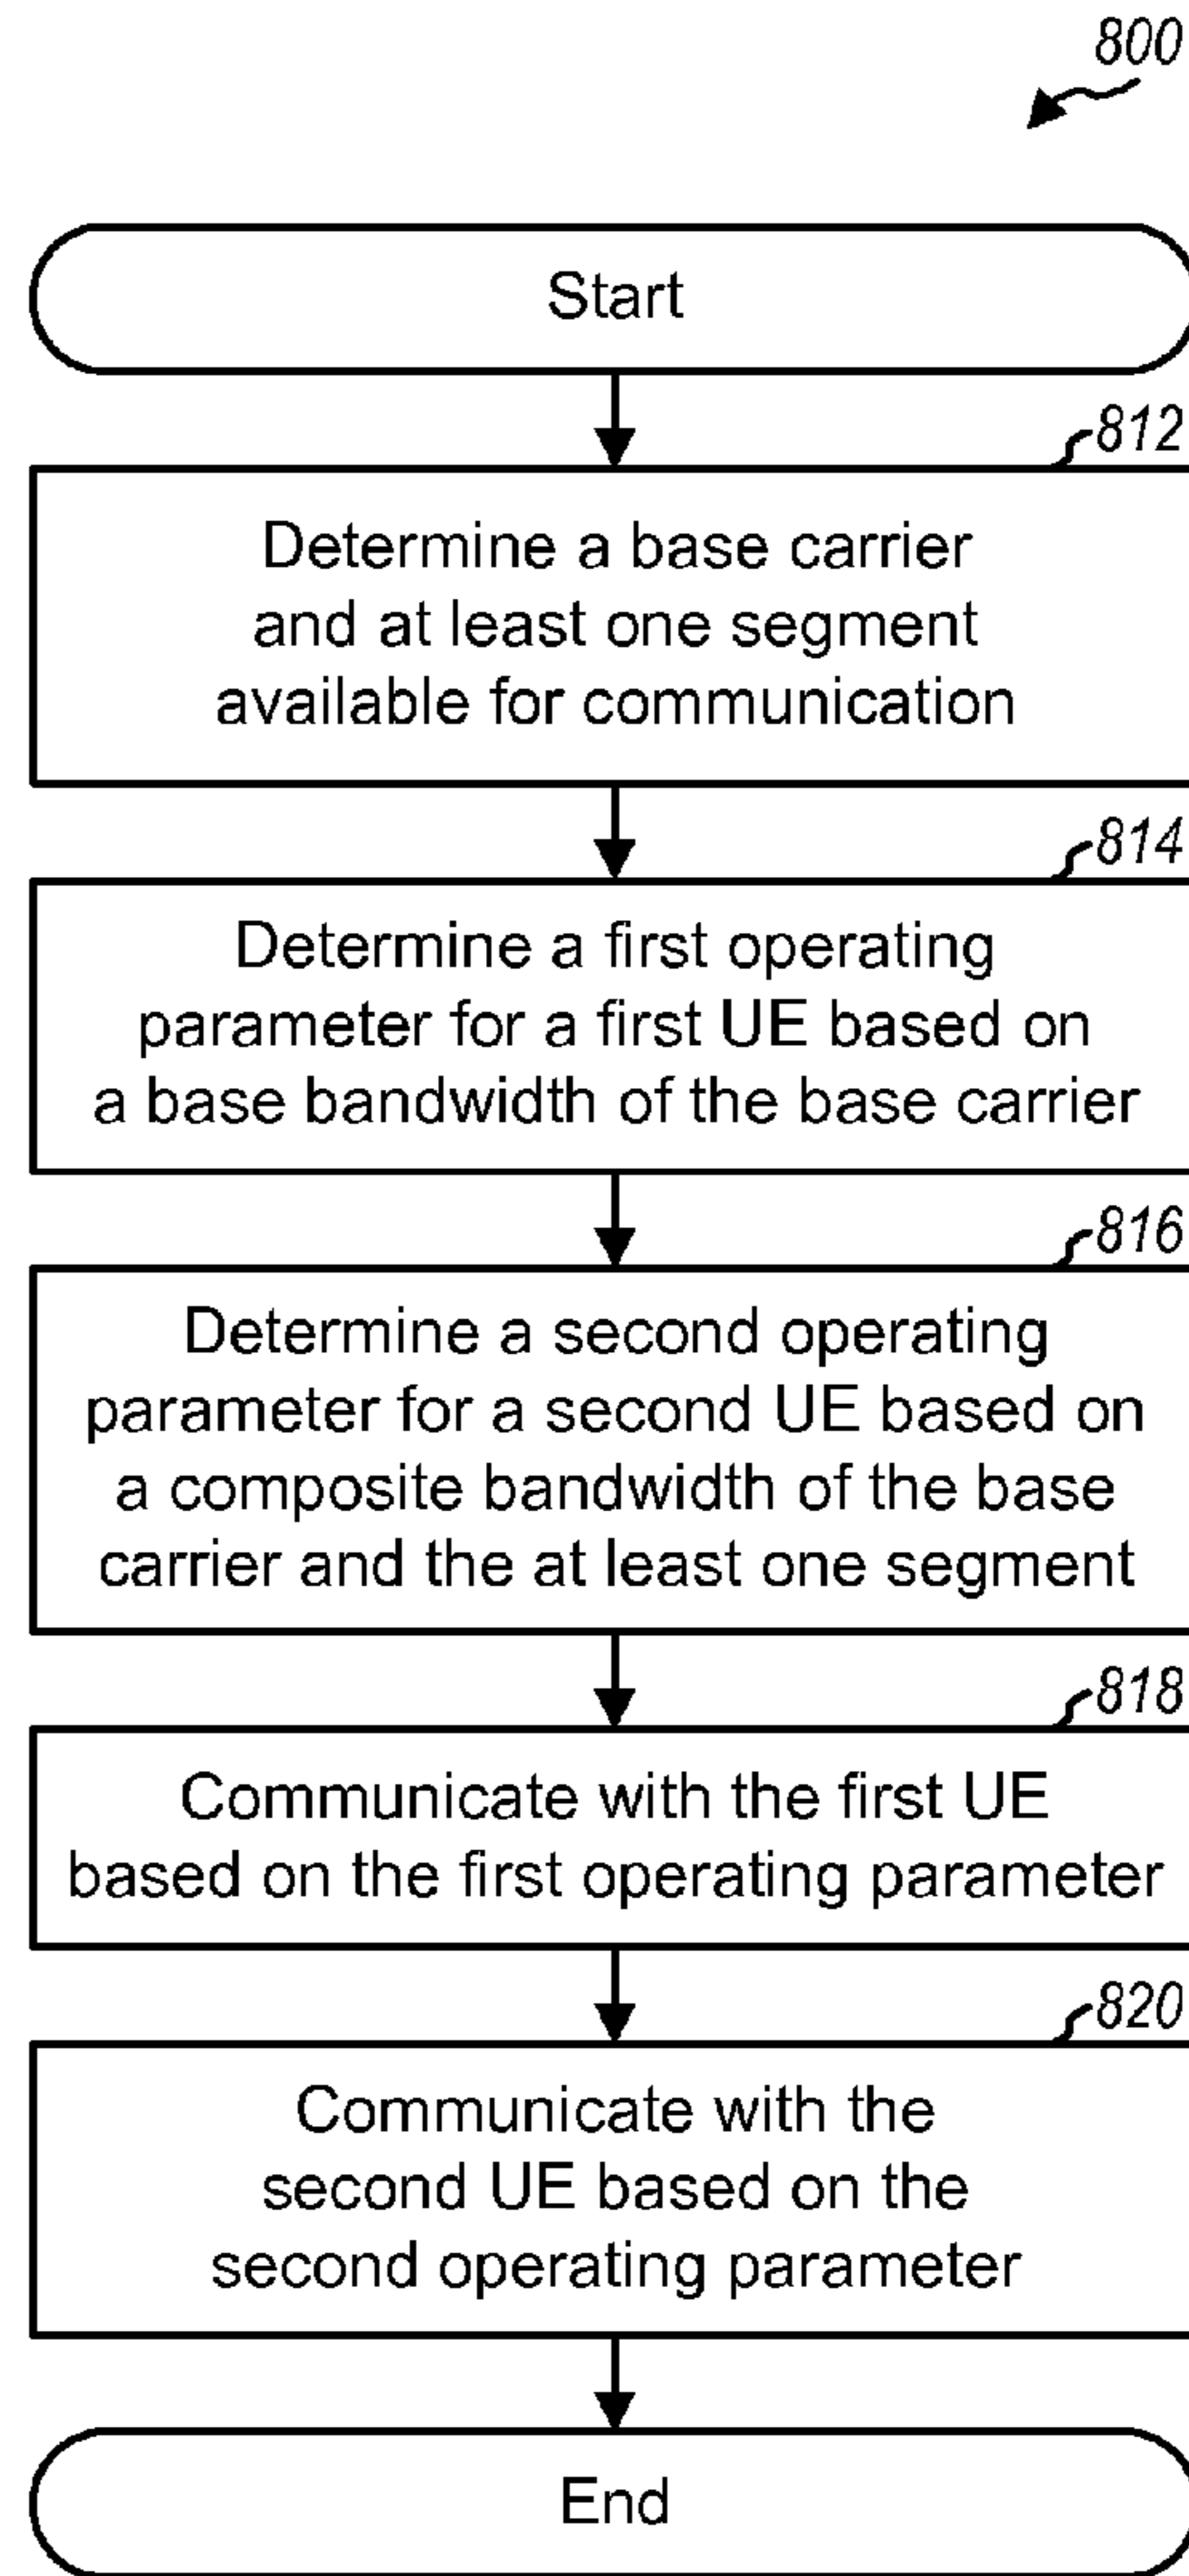 800
Start
812
Determine a base carrier
and at least one segment
available for communication
814
Determine a first operating
parameter for a first UE based on
a base bandwidth of the base carrier
816
Determine a second operating
parameter for a second UE based on
a composite bandwidth of the base
carrier and the at least one segment
818
Communicate with the first UE
based on the first operating parameter
820
Communicate with the
second UE based on the
second operating parameter
End